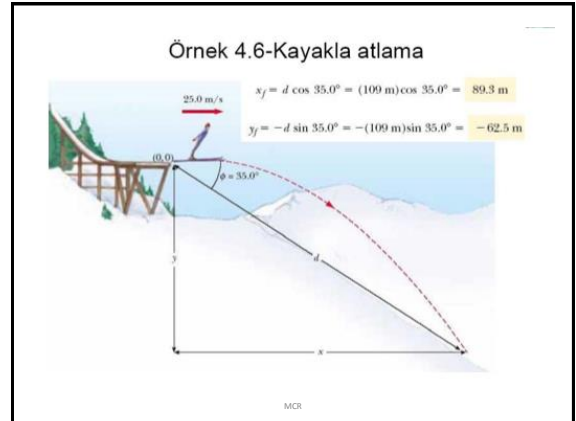 Örnek 4.6-Kayakla atlama
x_f = d cos 35.0° = (109 m)cos 35.0° = 89.3 m
25.0 m/s
y_f = −d sin 35.0° = −(109 m)sin 35.0° = −62.5 m
(0,0)
ϕ = 35.0°
y
d
x
MCR